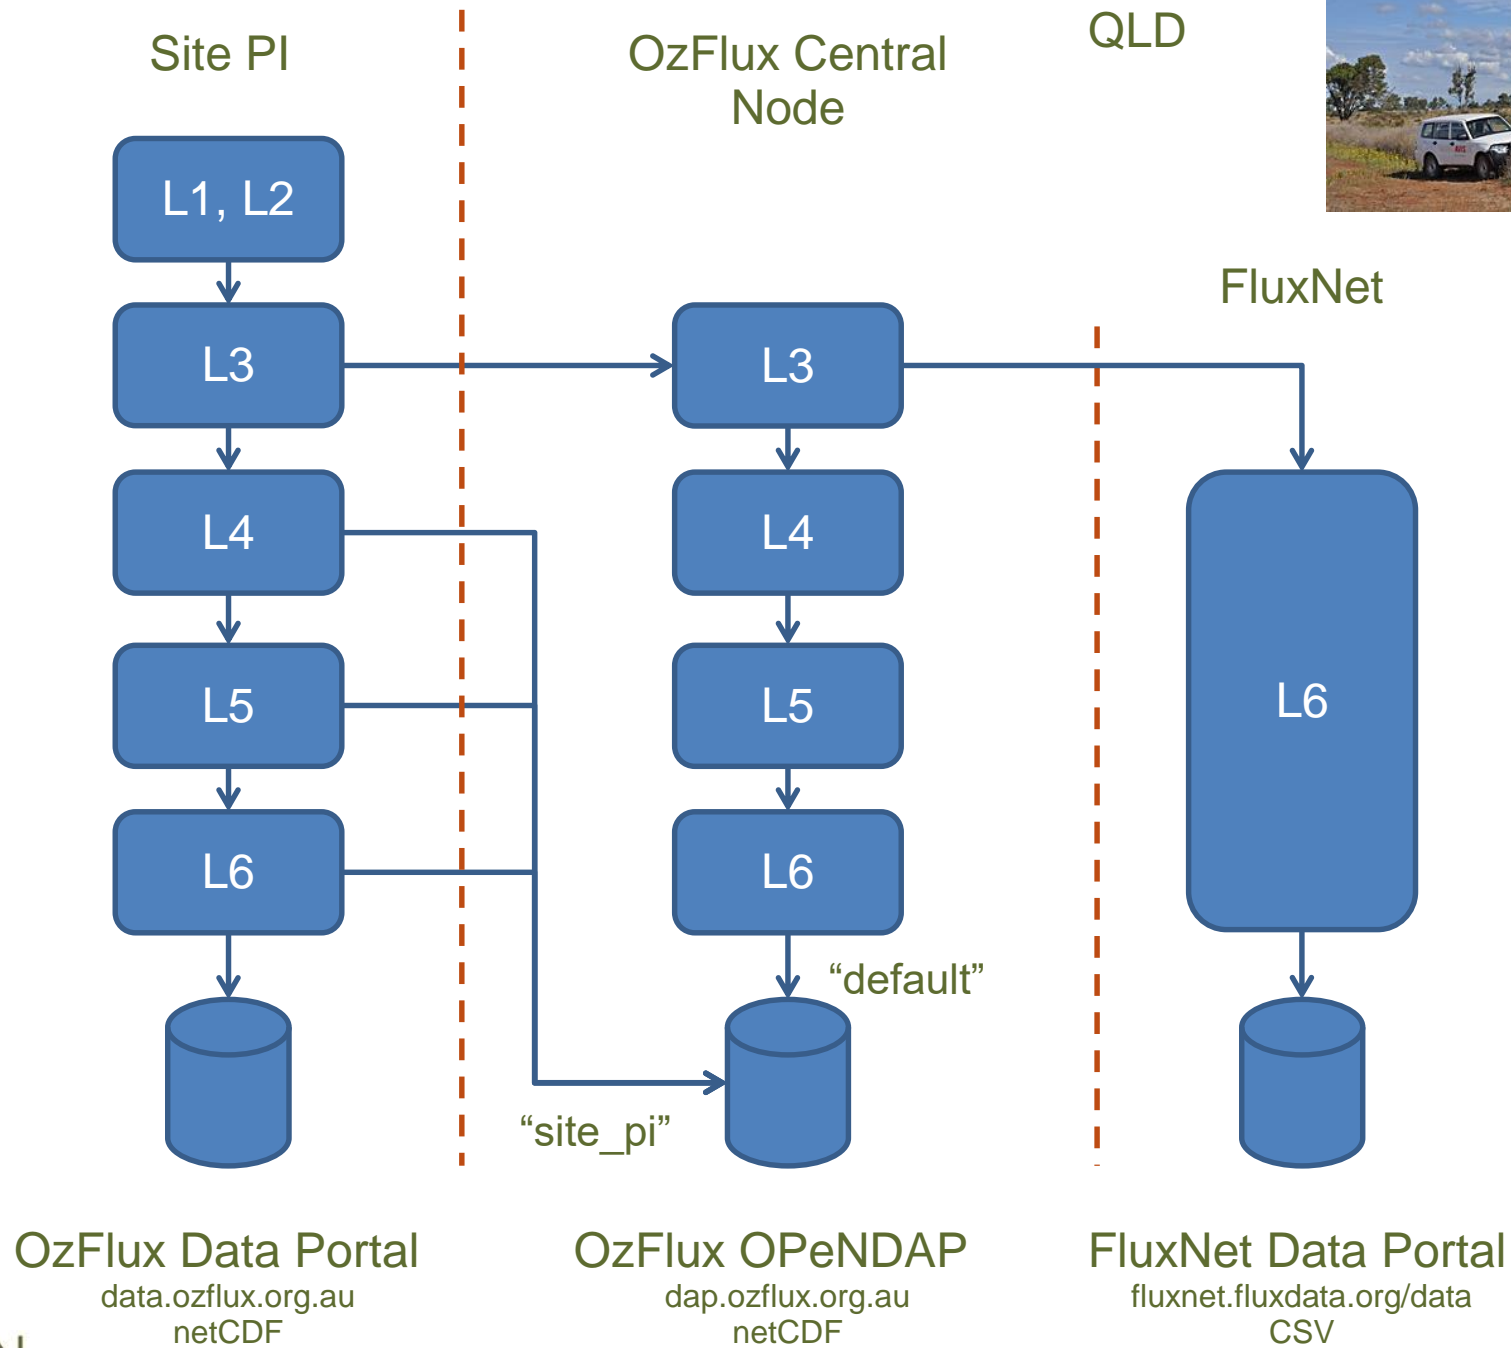 Site PI
OzFlux Central
Node
QLD
FluxNet
L1, L2
L3
L3
L4
L4
L5
L5
L6
L6
L6
“default”
“site_pi”
OzFlux Data Portal
data.ozflux.org.au
netCDF
OzFlux OPeNDAP
dap.ozflux.org.au
netCDF
FluxNet Data Portal
fluxnet.fluxdata.org/data
CSV